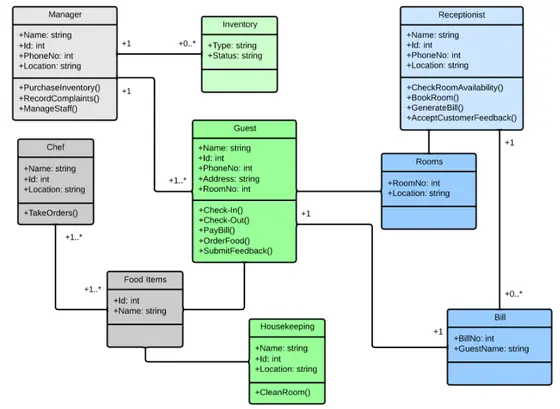 Manager
+Name: string
+Id: int
+PhoneNo: int
+Location: string
+PurchaseInventory()
+RecordComplaints()
+ManageStaff()
+1
+0..*
+1
Inventory
+Type: string
+Status: string
Receptionist
+Name: string
+Id: int
+PhoneNo: int
+Location: string
+CheckRoomAvailability()
+BookRoom()
+GenerateBill()
+AcceptCustomerFeedback()
+1
Chef
+Name: string
+Id: int
+Location: string
+TakeOrders()
+1..*
+1..*
Guest
+Name: string
+Id: int
+PhoneNo: int
+Address: string
+RoomNo: int
+Check-In()
+Check-Out()
+PayBill()
+OrderFood()
+SubmitFeedback()
+1
Rooms
+RoomNo: int
+Location: string
+1..*
Food Items
+Id: int
+Name: string
+0..*
+1
Bill
+BillNo: int
+GuestName: string
Housekeeping
+Name: string
+Id: int
+Location: string
+CleanRoom()